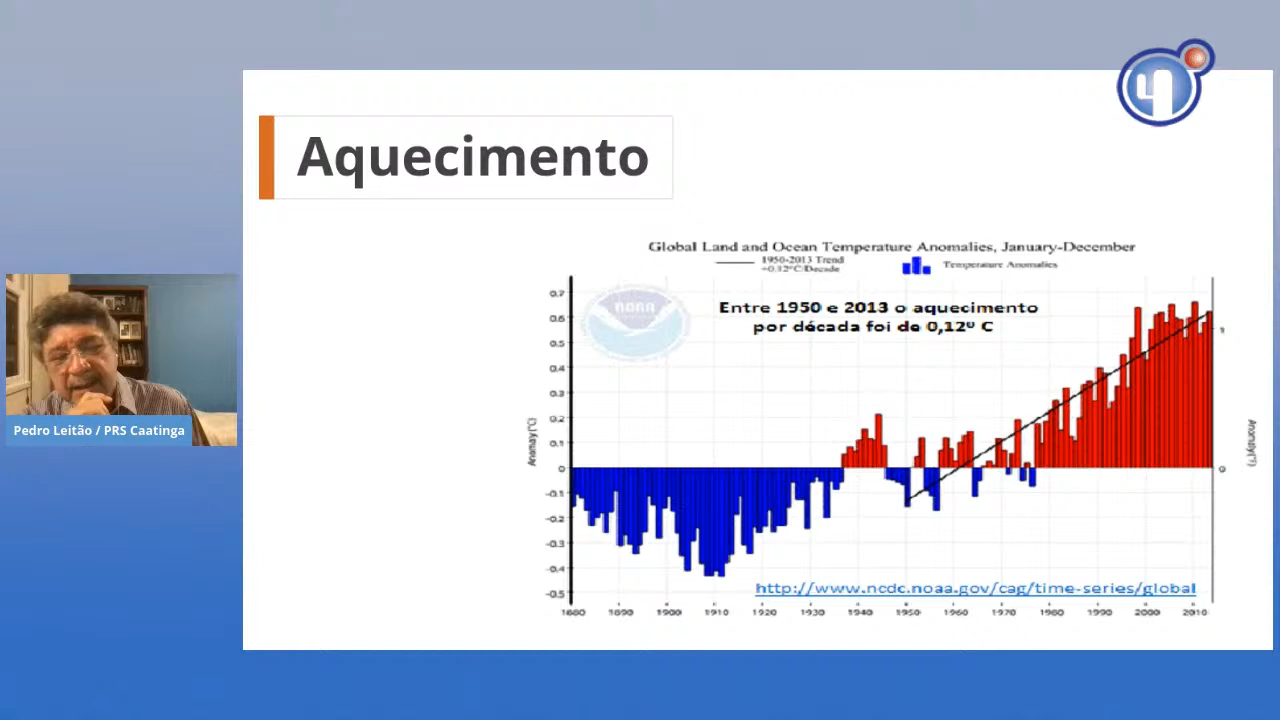 Aquecimento
Global Land and Ocean Temperature Anomalies, January-December
1950-2013 Trend
+0.12°C/Decade
Temperature Anomalies
NOAA
Entre 1950 e 2013 o aquecimento
por década foi de 0,12º C
0.7
0.6
0.5
0.4
0.3
0.2
0.1
0
-0.1
-0.2
-0.3
-0.4
-0.5
Anomaly(°C)
1
0
Anomaly(°F)
http://www.ncdc.noaa.gov/cag/time-series/global
1880 1890 1900 1910 1920 1930 1940 1950 1960 1970 1980 1990 2000 2010
Pedro Leitão / PRS Caatinga